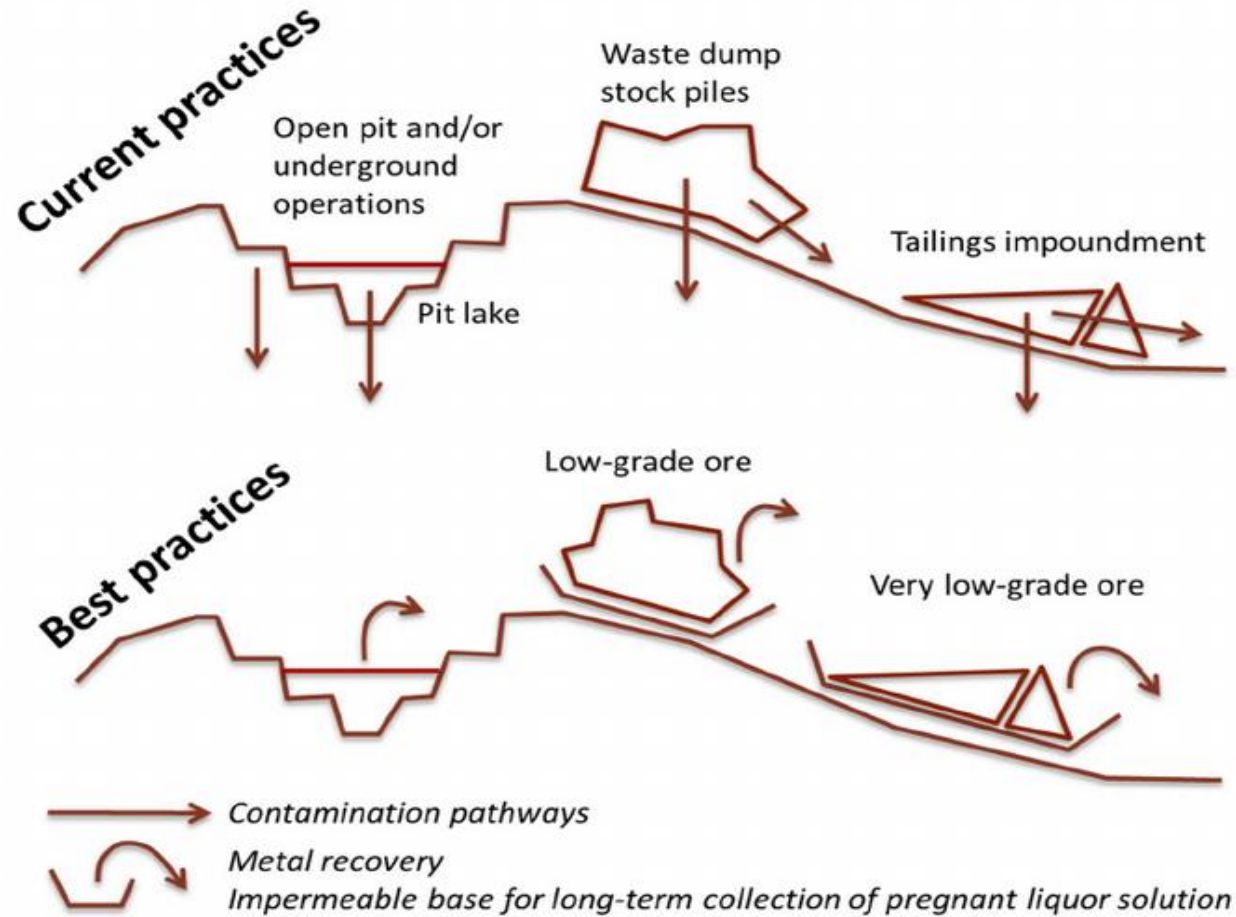 Current practices
Waste dump
stock piles
Open pit and/or
underground
operations
Tailings impoundment
Pit lake
Best practices
Low-grade ore
Very low-grade ore
Contamination pathways
Metal recovery
Impermeable base for long-term collection of pregnant liquor solution